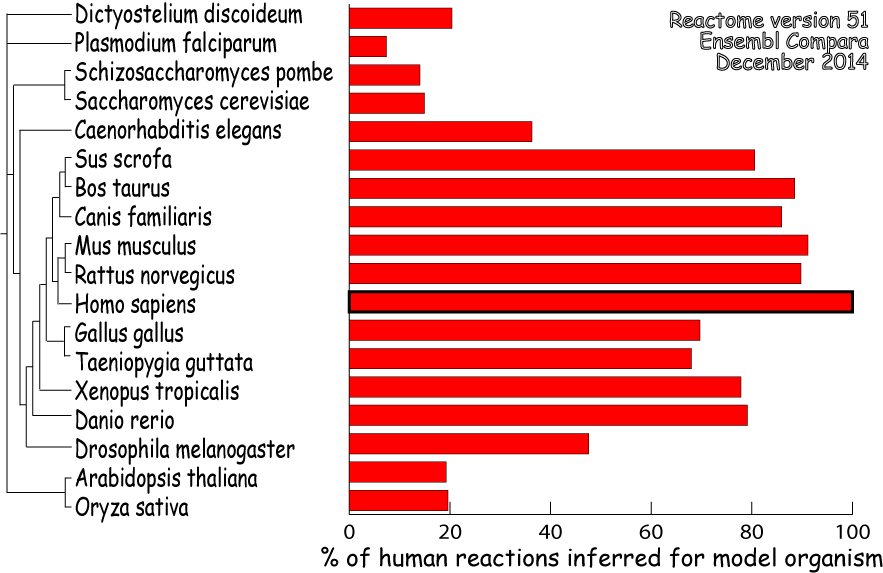 Dictyostelium discoideum
Plasmodium falciparum
Schizosaccharomyces pombe
Saccharomyces cerevisiae
Caenorhabditis elegans
Sus scrofa
Bos taurus
Canis familiaris
Mus musculus
Rattus norvegicus
Homo sapiens
Gallus gallus
Taeniopygia guttata
Xenopus tropicalis
Danio rerio
Drosophila melanogaster
Arabidopsis thaliana
Oryza sativa
Reactome version 51
Ensembl Compara
December 2014
0 20 40 60 80 100
% of human reactions inferred for model organism